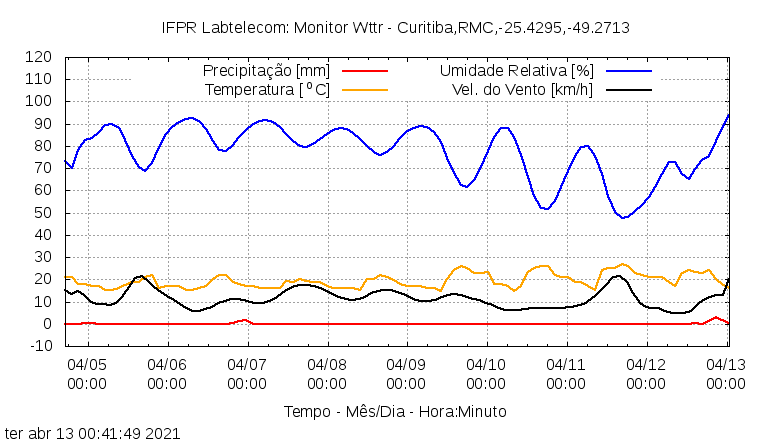 IFPR Labtelecom: Monitor Wttr - Curitiba,RMC,-25.4295,-49.2713
Precipitação [mm] Umidade Relativa [%]
Temperatura [⁰C] Vel. do Vento [km/h]
120
110
100
90
80
70
60
50
40
30
20
10
0
-10
04/05 04/06 04/07 04/08 04/09 04/10 04/11 04/12 04/13
00:00 00:00 00:00 00:00 00:00 00:00 00:00 00:00 00:00
Tempo - Mês/Dia - Hora:Minuto
ter abr 13 00:41:49 2021